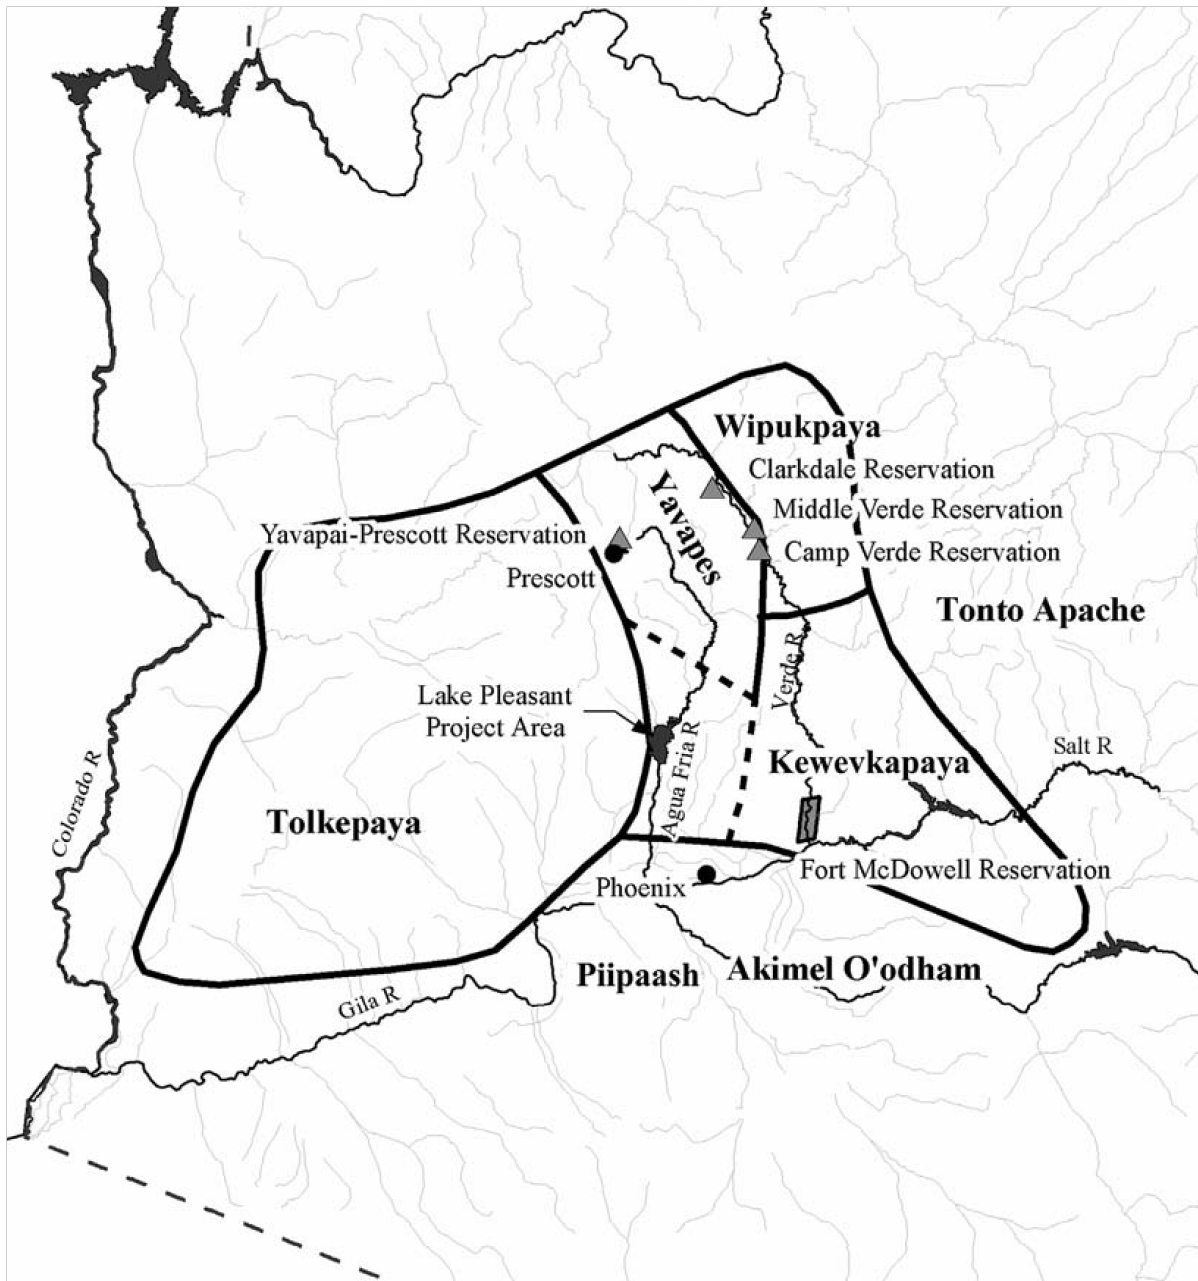 Wipukpaya
Clarkdale Reservation
Yavapes
Middle Verde Reservation
Yavapai-Prescott Reservation
Camp Verde Reservation
Prescott
Tonto Apache
Verde R
Lake Pleasant
Project Area
Agua Fria R
Kewevkapaya
Salt R
Colorado R
Tolkepaya
Fort McDowell Reservation
Phoenix
Piipaash
Akimel O'odham
Gila R